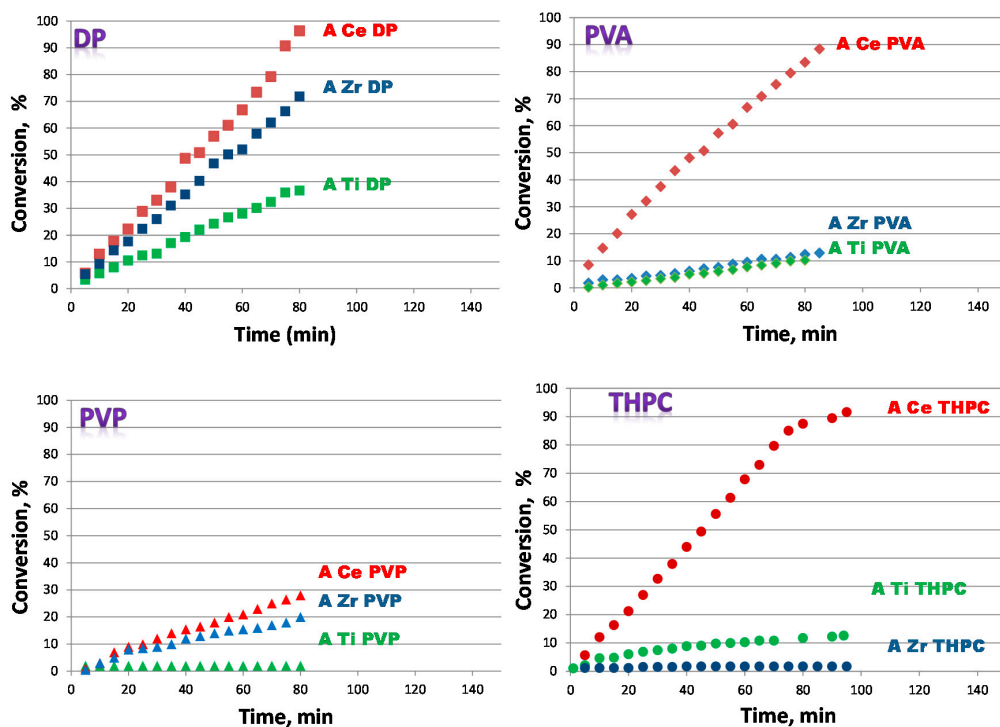 DP
Conversion, %
100
90
80
70
60
50
40
30
20
10
0
A Ce DP
A Zr DP
A Ti DP
0 20 40 60 80 100 120 140
Time (min)
PVA
Conversion, %
100
90
80
70
60
50
40
30
20
10
0
A Ce PVA
A Zr PVA
A Ti PVA
0 20 40 60 80 100 120 140
Time, min
PVP
Conversion, %
100
90
80
70
60
50
40
30
20
10
0
A Ce PVP
A Zr PVP
A Ti PVP
0 20 40 60 80 100 120 140
Time, min
THPC
Conversion, %
100
90
80
70
60
50
40
30
20
10
0
A Ce THPC
A Ti THPC
A Zr THPC
0 20 40 60 80 100 120 140
Time, min